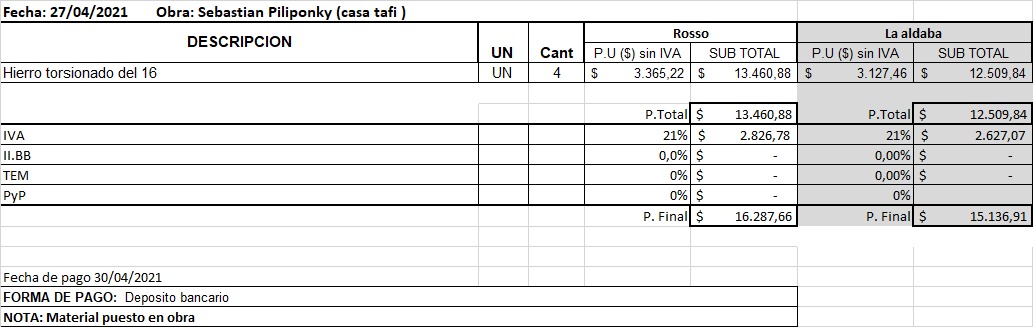 Fecha: 27/04/2021 Obra: Sebastian Piliponky (casa tafi )
DESCRIPCION UN Cant Rosso La aldaba
P.U ($) sin IVA SUB TOTAL P.U ($) sin IVA SUB TOTAL
Hierro torsionado del 16 UN 4 $ 3.365,22 $ 13.460,88 $ 3.127,46 $ 12.509,84
P.Total $ 13.460,88 P.Total $ 12.509,84
IVA 21% $ 2.826,78 21% $ 2.627,07
II.BB 0,0% $ - 0,00% $ -
TEM 0% $ - 0,00% $ -
PyP 0% $ - 0%
P. Final $ 16.287,66 P. Final $ 15.136,91
Fecha de pago 30/04/2021
FORMA DE PAGO: Deposito bancario
NOTA: Material puesto en obra